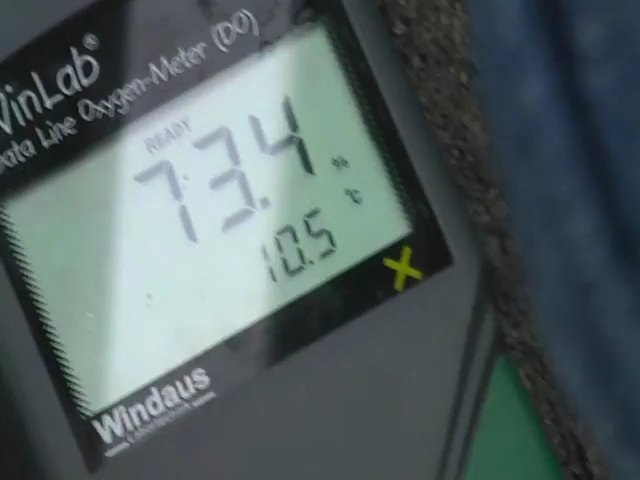 WinLab®
Data Line Oxygen-Meter (DO)
READY
73.4 %
10.5 °C
Windaus